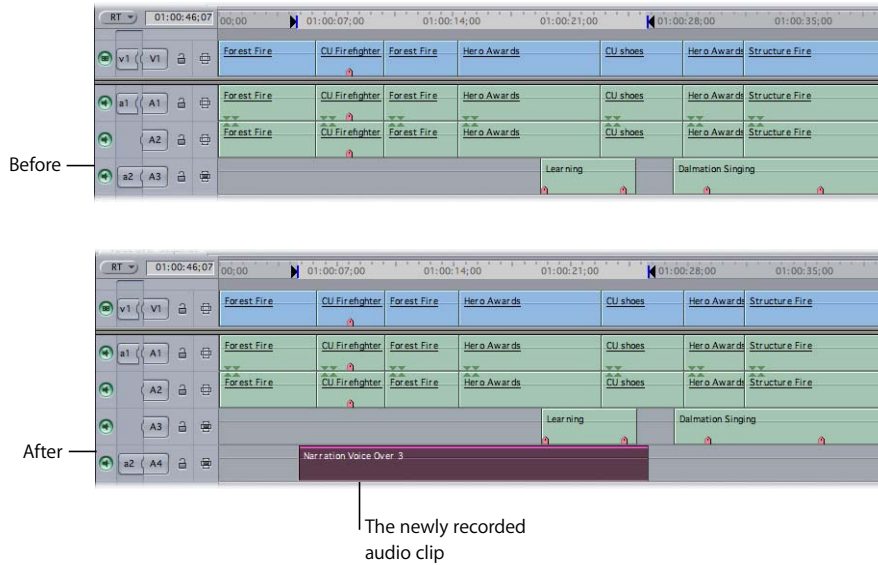 RT 01:00:46;07 00;00 01:00:07;00 01:00:14;00 01:00:21;00 01:00:28;00 01:00:35;00
v1 V1 Forest Fire CU Firefighter Forest Fire Hero Awards CU shoes Hero Awards Structure Fire
a1 A1 Forest Fire CU Firefighter Forest Fire Hero Awards CU shoes Hero Awards Structure Fire
A2 Forest Fire CU Firefighter Forest Fire Hero Awards CU shoes Hero Awards Structure Fire
Before
a2 A3 Learning Dalmation Singing
RT 01:00:46;07 00;00 01:00:07;00 01:00:14;00 01:00:21;00 01:00:28;00 01:00:35;00
v1 V1 Forest Fire CU Firefighter Forest Fire Hero Awards CU shoes Hero Awards Structure Fire
a1 A1 Forest Fire CU Firefighter Forest Fire Hero Awards CU shoes Hero Awards Structure Fire
A2 Forest Fire CU Firefighter Forest Fire Hero Awards CU shoes Hero Awards Structure Fire
A3 Learning Dalmation Singing
After
a2 A4 Narration Voice Over 3
The newly recorded
audio clip